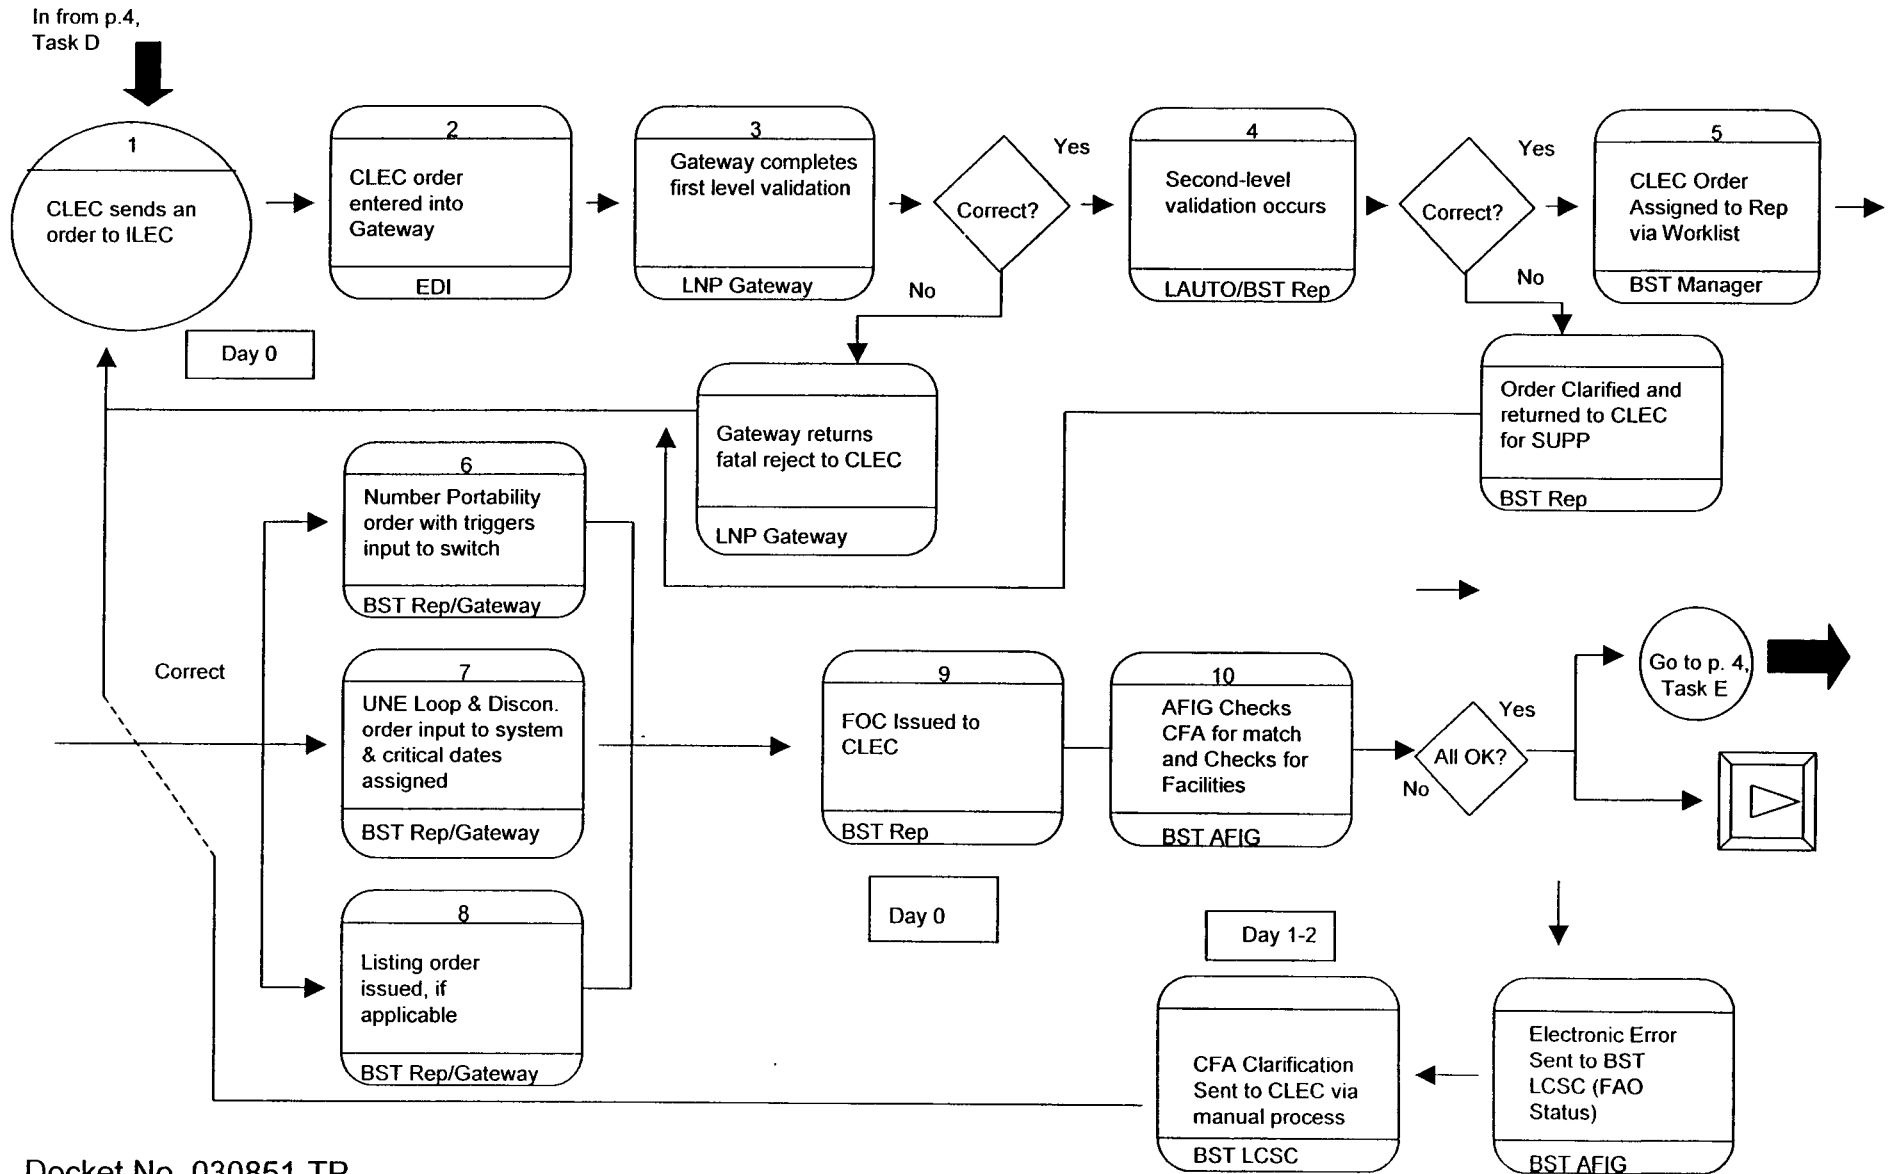 In from p.4,
Task D
1
CLEC sends an
order to ILEC
Day 0
2
CLEC order
entered into
Gateway
EDI
3
Gateway completes
first level validation
LNP Gateway
Correct?
Yes
No
4
Second-level
validation occurs
LAUTO/BST Rep
Correct?
Yes
No
5
CLEC Order
Assigned to Rep
via Worklist
BST Manager
Gateway returns
fatal reject to CLEC
LNP Gateway
Order Clarified and
returned to CLEC
for SUPP
BST Rep
Correct
6
Number Portability
order with triggers
input to switch
BST Rep/Gateway
7
UNE Loop & Discon.
order input to system
& critical dates
assigned
BST Rep/Gateway
8
Listing order
issued, if
applicable
BST Rep/Gateway
9
FOC Issued to
CLEC
BST Rep
Day 0
10
AFIG Checks
CFA for match
and Checks for
Facilities
BST AFIG
All OK?
Yes
No
Go to p. 4,
Task E
Day 1-2
CFA Clarification
Sent to CLEC via
manual process
BST LCSC
Electronic Error
Sent to BST
LCSC (FAO
Status)
BST AFIG
Docket No. 030851-TP